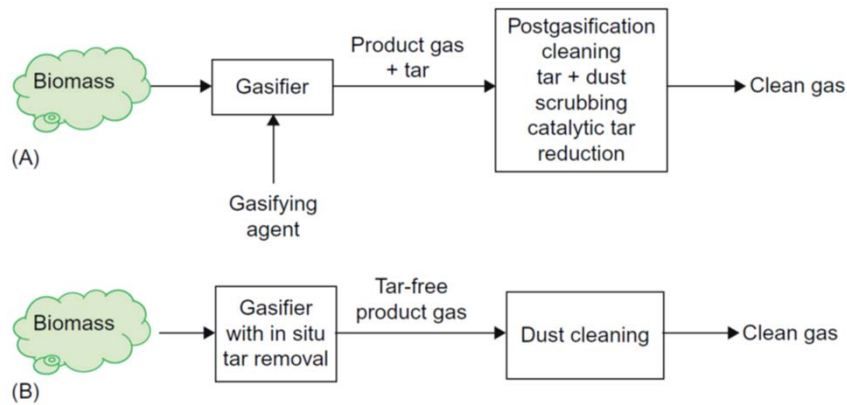 Biomass
Gasifier
Product gas
+ tar
Postgasification
cleaning
tar + dust
scrubbing
catalytic tar
reduction
Clean gas
(A)
Gasifying
agent
Biomass
Gasifier
with in situ
tar removal
Tar-free
product gas
Dust cleaning
Clean gas
(B)